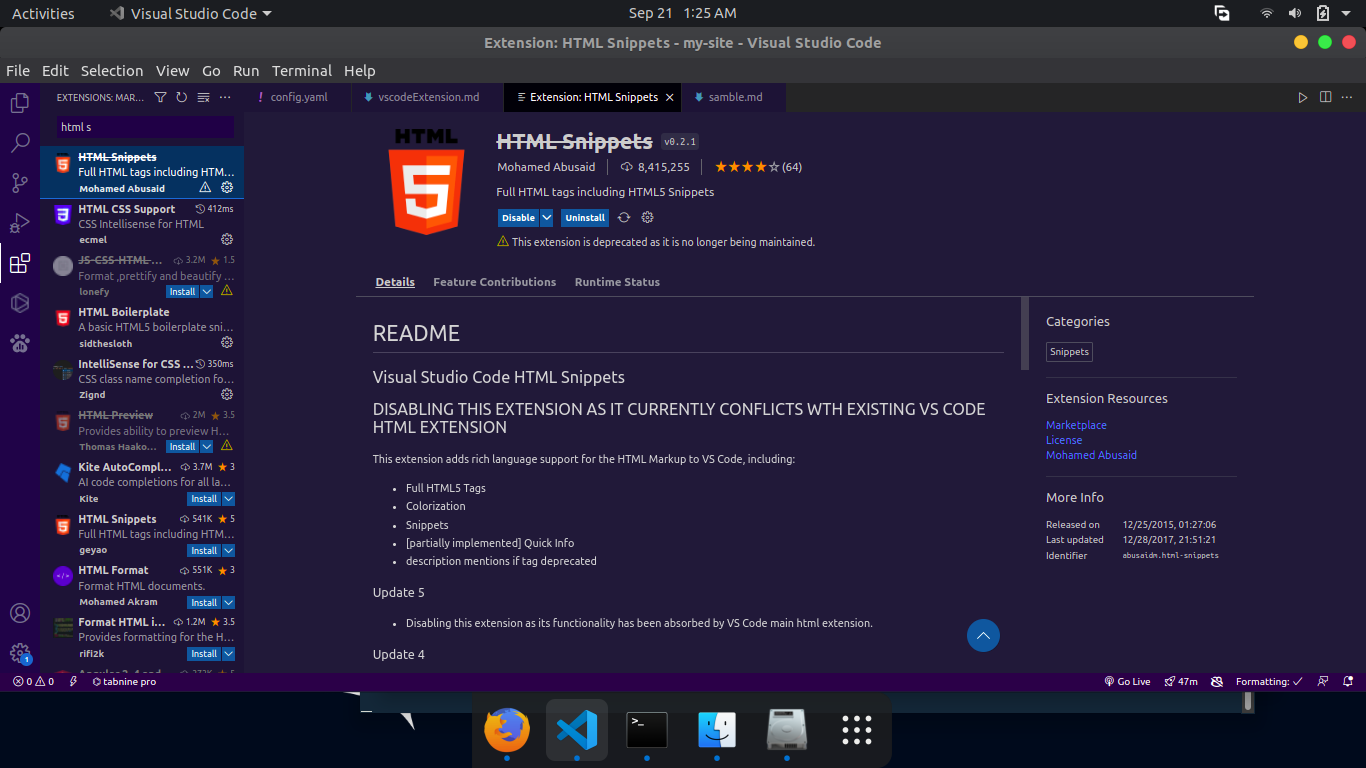 Activities Visual Studio Code Sep 21 1:25 AM
Extension: HTML Snippets - my-site - Visual Studio Code
File Edit Selection View Go Run Terminal Help
EXTENSIONS: MAR... config.yaml vscodeExtension.md Extension: HTML Snippets samble.md
html s
HTML Snippets
Full HTML tags including HTM...
Mohamed Abusaid
HTML CSS Support 412ms
CSS Intellisense for HTML
ecmel
JS-CSS-HTML ... 3.2M 1.5
Format ,prettify and beautify ...
lonefy Install
HTML Boilerplate
A basic HTML5 boilerplate sni...
sidthesloth
IntelliSense for CSS ... 350ms
CSS class name completion fo...
Zignd
HTML Preview 2M 3.5
Provides ability to preview H...
Thomas Haako... Install
Kite AutoCompl... 3.7M 3
AI code completions for all la...
Kite Install
HTML Snippets 541K 5
Full HTML tags including HTM...
geyao Install
HTML Format 551K 3
Format HTML documents.
Mohamed Akram Install
Format HTML i... 1.2M 3.5
Provides formatting for the H...
rifi2k Install
HTML
HTML Snippets v0.2.1
Mohamed Abusaid 8,415,255 (64)
Full HTML tags including HTML5 Snippets
Disable Uninstall
This extension is deprecated as it is no longer being maintained.
Details Feature Contributions Runtime Status
README
Visual Studio Code HTML Snippets
DISABLING THIS EXTENSION AS IT CURRENTLY CONFLICTS WTH EXISTING VS CODE
HTML EXTENSION
This extension adds rich language support for the HTML Markup to VS Code, including:
• Full HTML5 Tags
• Colorization
• Snippets
• [partially implemented] Quick Info
• description mentions if tag deprecated
Update 5
• Disabling this extension as its functionality has been absorbed by VS Code main html extension.
Update 4
Categories
Snippets
Extension Resources
Marketplace
License
Mohamed Abusaid
More Info
Released on 12/25/2015, 01:27:06
Last updated 12/28/2017, 21:51:21
Identifier abusaidm.html-snippets
1
0 0 tabnine pro Go Live 47m Formatting: